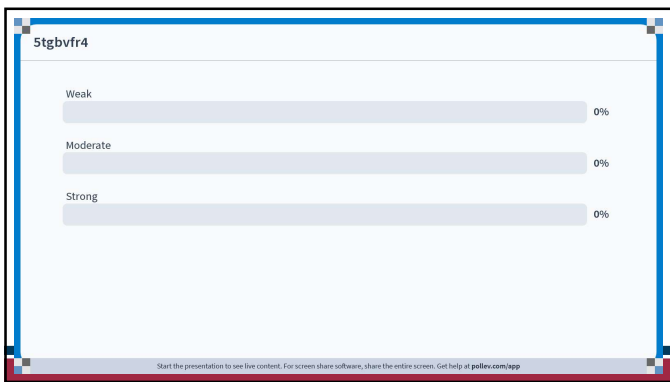 5tgbvfr4
Weak
0%
Moderate
0%
Strong
0%
Start the presentation to see live content. For screen share software, share the entire screen. Get help at pollev.com/app